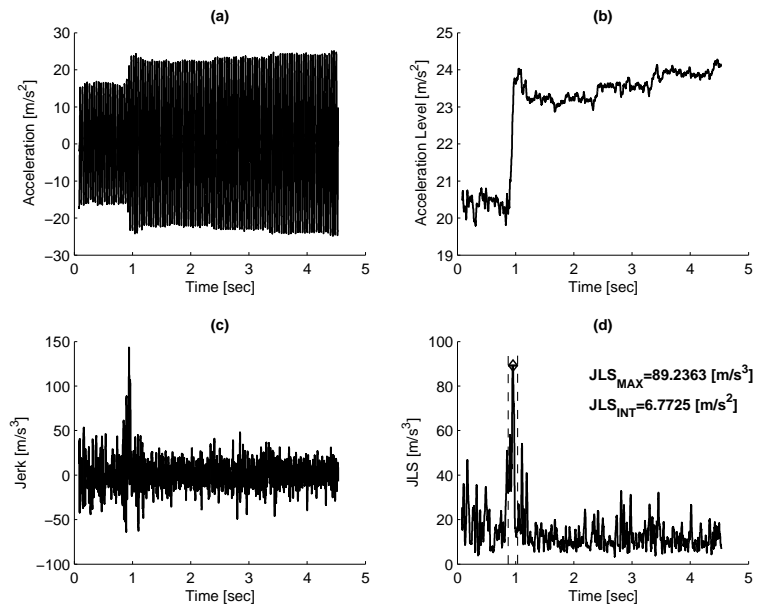 (a)
30
20
10
0
−10
−20
−30
Acceleration [m/s²]
0 1 2 3 4 5
Time [sec]
(b)
25
24
23
22
21
20
19
Acceleration Level [m/s²]
0 1 2 3 4 5
Time [sec]
(c)
150
100
50
0
−50
−100
Jerk [m/s³]
0 1 2 3 4 5
Time [sec]
(d)
100
80
60
40
20
0
JLS [m/s³]
JLS_MAX=89.2363 [m/s³]
JLS_INT=6.7725 [m/s²]
0 1 2 3 4 5
Time [sec]